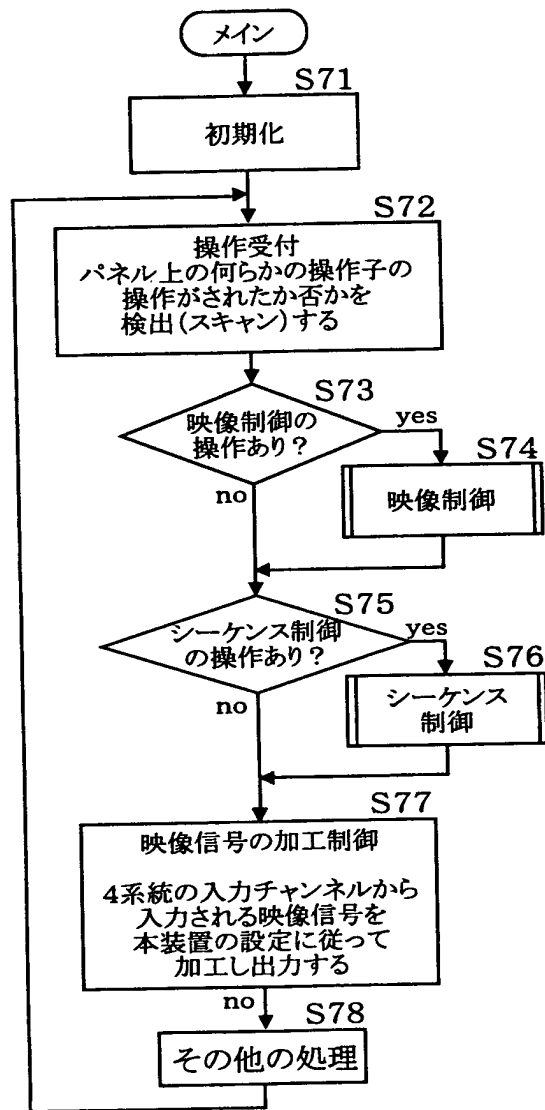 メイン
S71
初期化
S72
操作受付
パネル上の何らかの操作子の
操作がされたか否かを
検出(スキャン)する
S73
映像制御の
操作あり?
yes
no
S74
映像制御
S75
シーケンス制御
の操作あり?
yes
no
S76
シーケンス
制御
S77
映像信号の加工制御
4系統の入力チャンネルから
入力される映像信号を
本装置の設定に従って
加工し出力する
no
S78
その他の処理